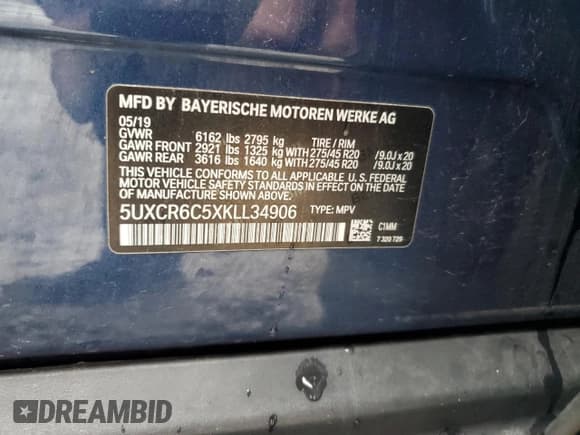 MFD BY BAYERISCHE MOTOREN WERKE AG
05/19
GVWR 6162 lbs 2795 kg TIRE / RIM
GAWR FRONT 2921 lbs 1325 kg WITH 275/45 R20 /9.0J x 20
GAWR REAR 3616 lbs 1640 kg WITH 275/45 R20 /9.0J x 20
THIS VEHICLE CONFORMS TO ALL APPLICABLE U.S. FEDERAL
MOTOR VEHICLE SAFETY STANDARDS IN EFFECT ON THE DATE OF
MANUFACTURE SHOWN ABOVE.
5UXCR6C5XKLL34906 TYPE: MPV
C1MM
7 320 725
DREAMBID